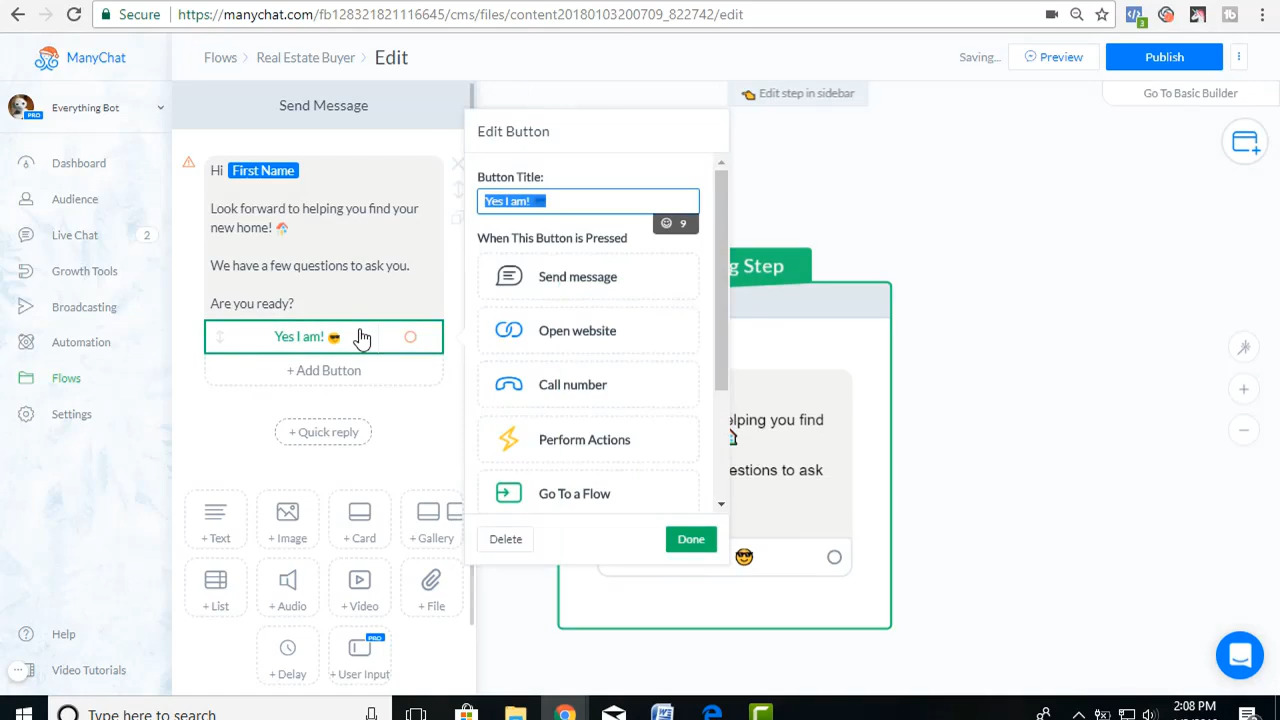 Secure
https://manychat.com/fb128321821116645/cms/files/content20180103200709_822742/edit
3
ManyChat
Flows
Real Estate Buyer
Edit
Saving...
Preview
Publish
Everything Bot
PRO
Send Message
Edit step in sidebar
Go To Basic Builder
Dashboard
Audience
Live Chat
2
Growth Tools
Broadcasting
Automation
Flows
Settings
Help
Video Tutorials
Hi First Name
Look forward to helping you find your
new home!
We have a few questions to ask you.
Are you ready?
Yes I am! 😎
+ Add Button
+ Quick reply
+ Text
+ Image
+ Card
+ Gallery
+ List
+ Audio
+ Video
+ File
+ Delay
PRO
+ User Input
Edit Button
Button Title:
Yes I am!
9
When This Button is Pressed
Send message
Open website
Call number
Perform Actions
Go To a Flow
Delete
Done
g Step
elping you find
estions to ask
😎
Type here to search
2:08 PM